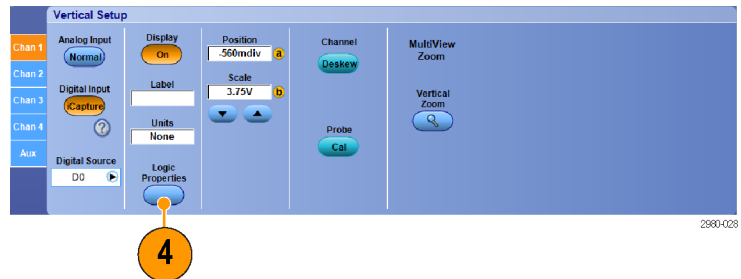 Vertical Setup
Chan 1
Chan 2
Chan 3
Chan 4
Aux
Analog Input
Normal
Digital Input
iCapture
?
Digital Source
D0
Display
On
Label
Units
None
Logic
Properties
Position
-560mdiv
a
Scale
3.75V
b
Channel
Deskew
Probe
Cal
MultiView
Zoom
Vertical
Zoom
4
2980-028